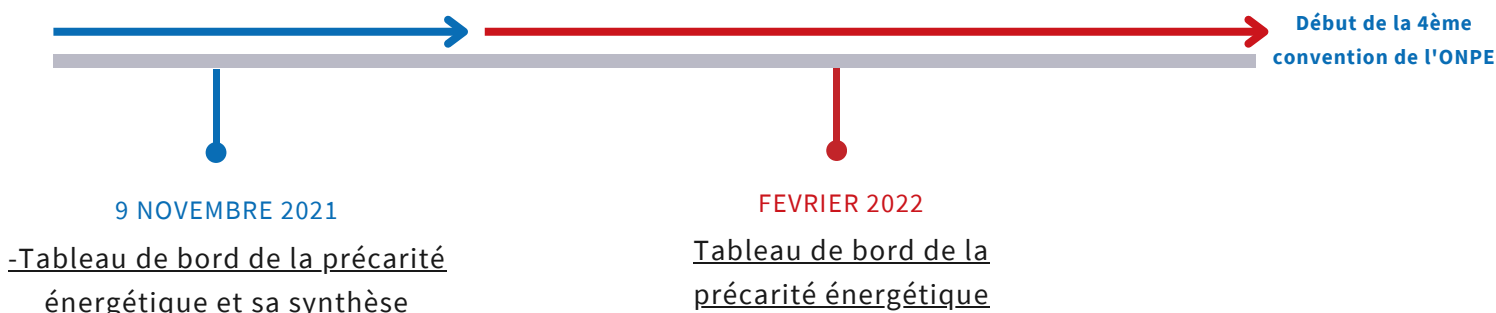 Début de la 4ème
convention de l'ONPE
9 NOVEMBRE 2021
-Tableau de bord de la précarité
énergétique et sa synthèse
FEVRIER 2022
Tableau de bord de la
précarité énergétique